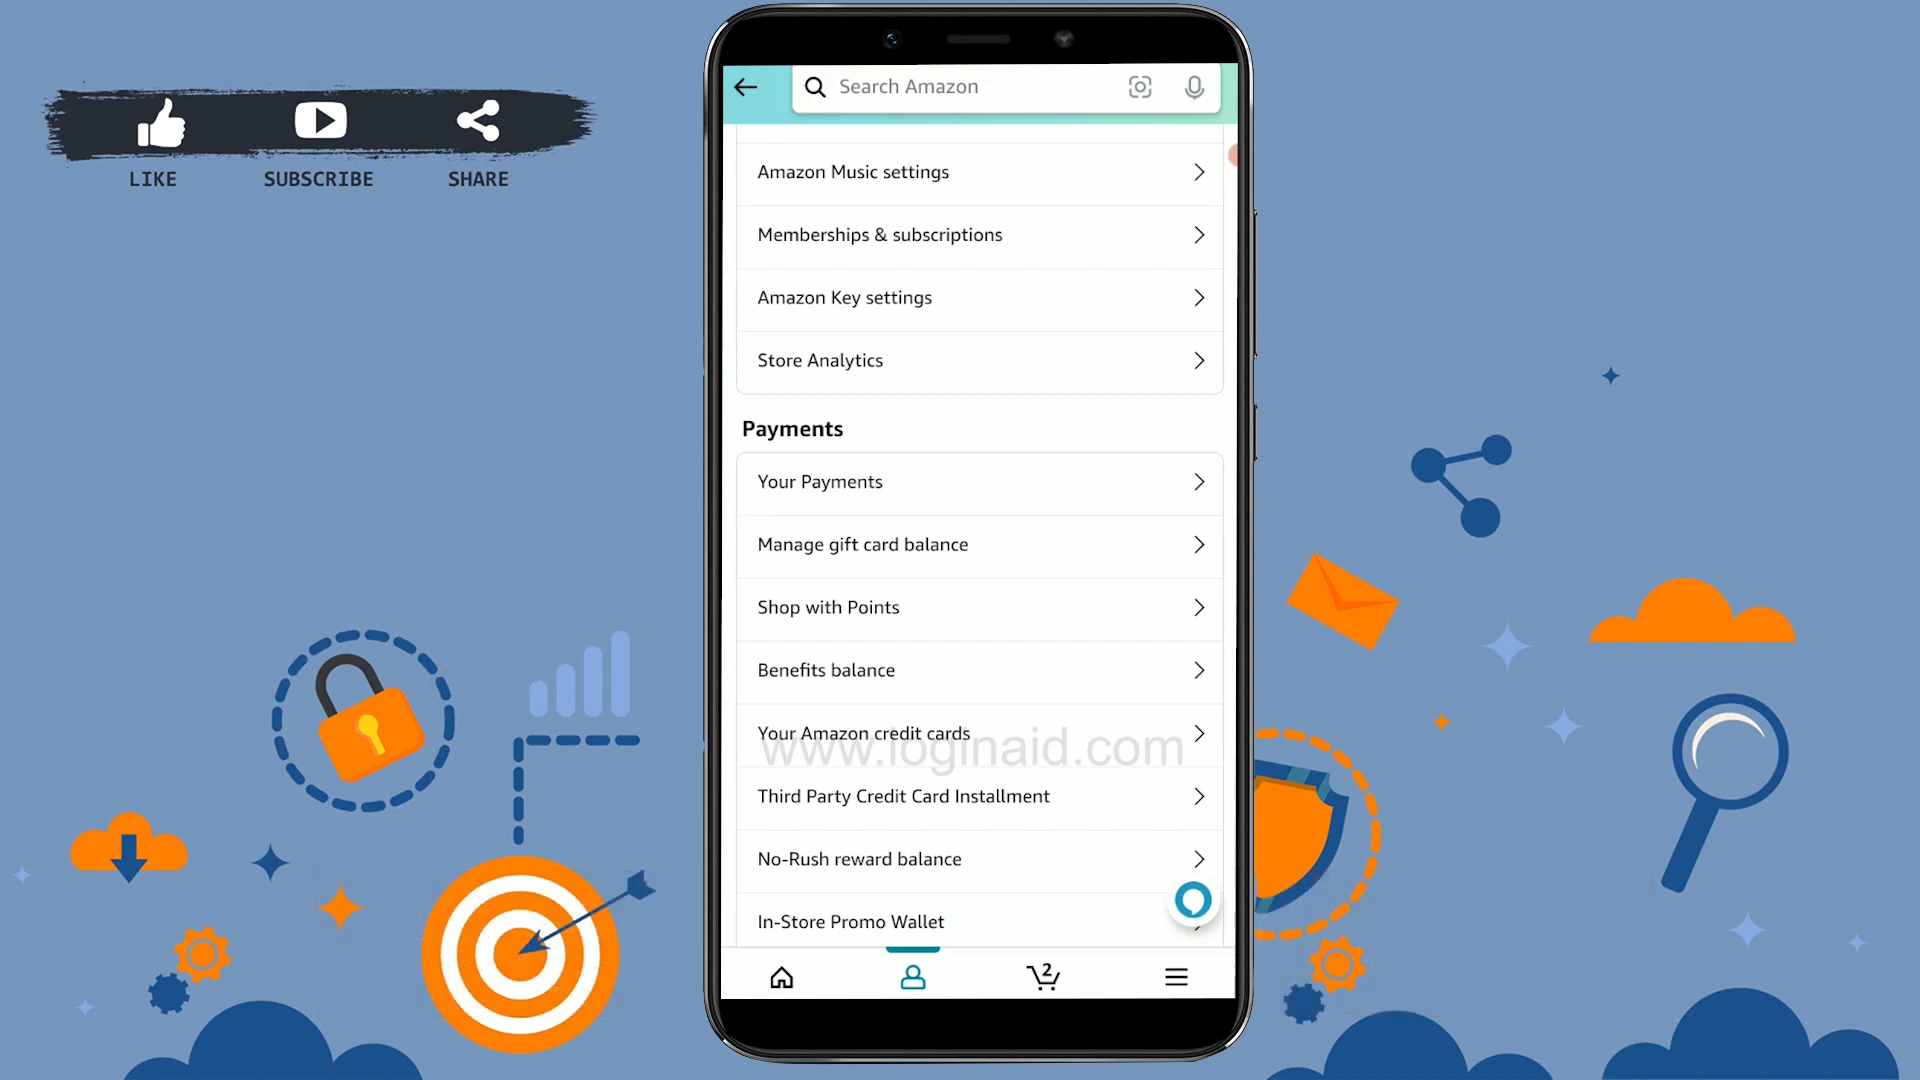 LIKE
SUBSCRIBE
SHARE
Search Amazon
Amazon Music settings
Memberships & subscriptions
Amazon Key settings
Store Analytics
Payments
Your Payments
Manage gift card balance
Shop with Points
Benefits balance
Your Amazon credit cards
www.loginaid.com
Third Party Credit Card Installment
No-Rush reward balance
In-Store Promo Wallet
2